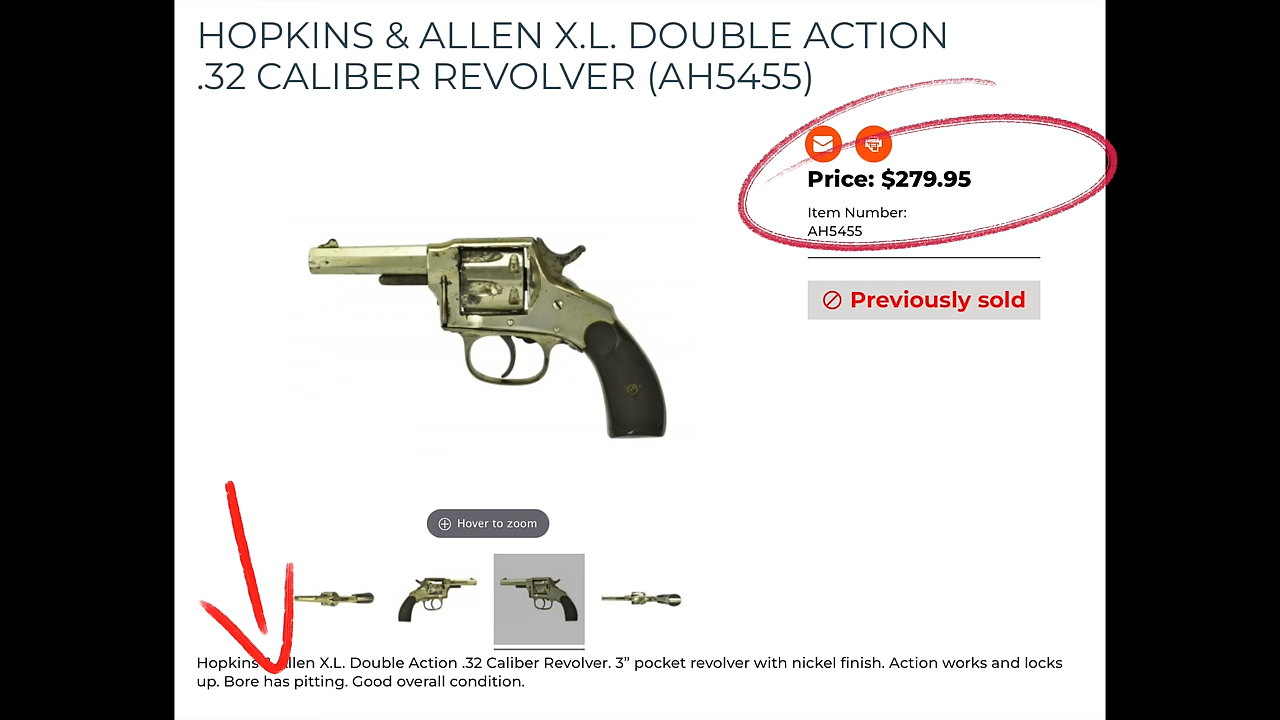 HOPKINS & ALLEN X.L. DOUBLE ACTION
.32 CALIBER REVOLVER (AH5455)
Price: $279.95
Item Number:
AH5455
Previously sold
Hover to zoom
Hopkins & Allen X.L. Double Action .32 Caliber Revolver. 3” pocket revolver with nickel finish. Action works and locks
up. Bore has pitting. Good overall condition.